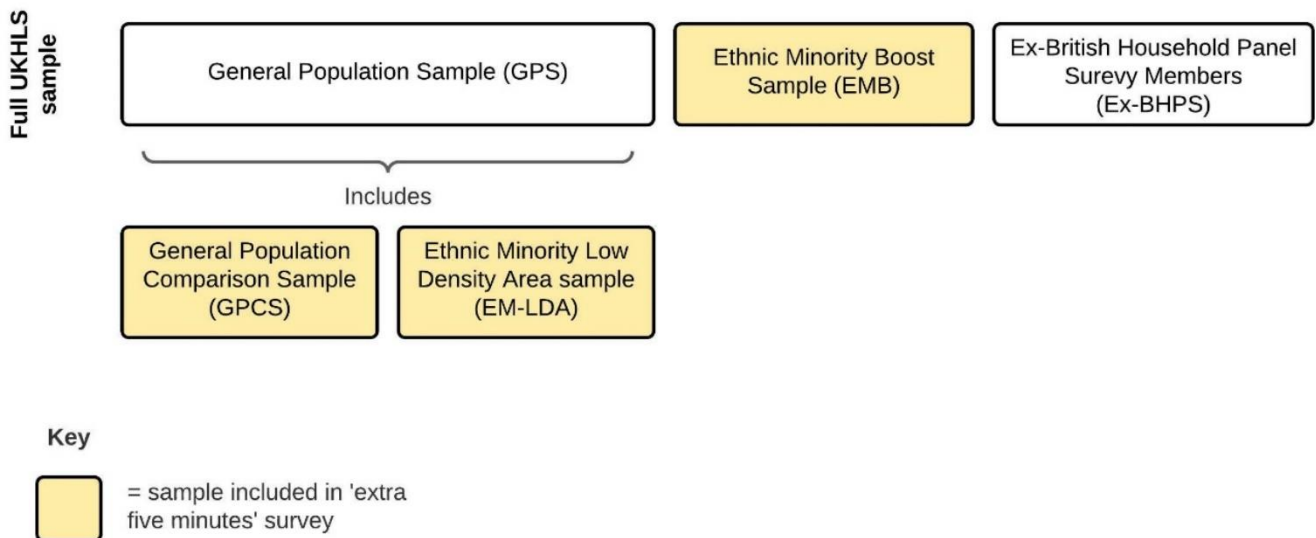 Full UKHLS
sample
General Population Sample (GPS)
Ethnic Minority Boost
Sample (EMB)
Ex-British Household Panel
Surevy Members
(Ex-BHPS)
Includes
General Population
Comparison Sample
(GPCS)
Ethnic Minority Low
Density Area sample
(EM-LDA)
Key
= sample included in 'extra
five minutes' survey